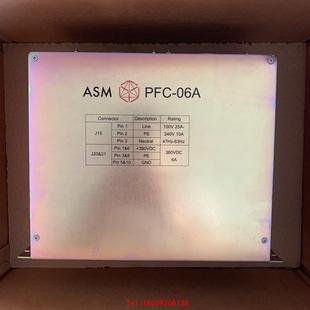 ASM PFC-06A
Connector Description Rating
J15 Pin 1 Line 100V 25A-
Pin 2 PE 240V 10A
Pin 3 Neutral 47Hz-63Hz
J20&21 Pin 1&6 +380VDC 380VDC
Pin 3&8 PE 6A
Pin 5&10 GND